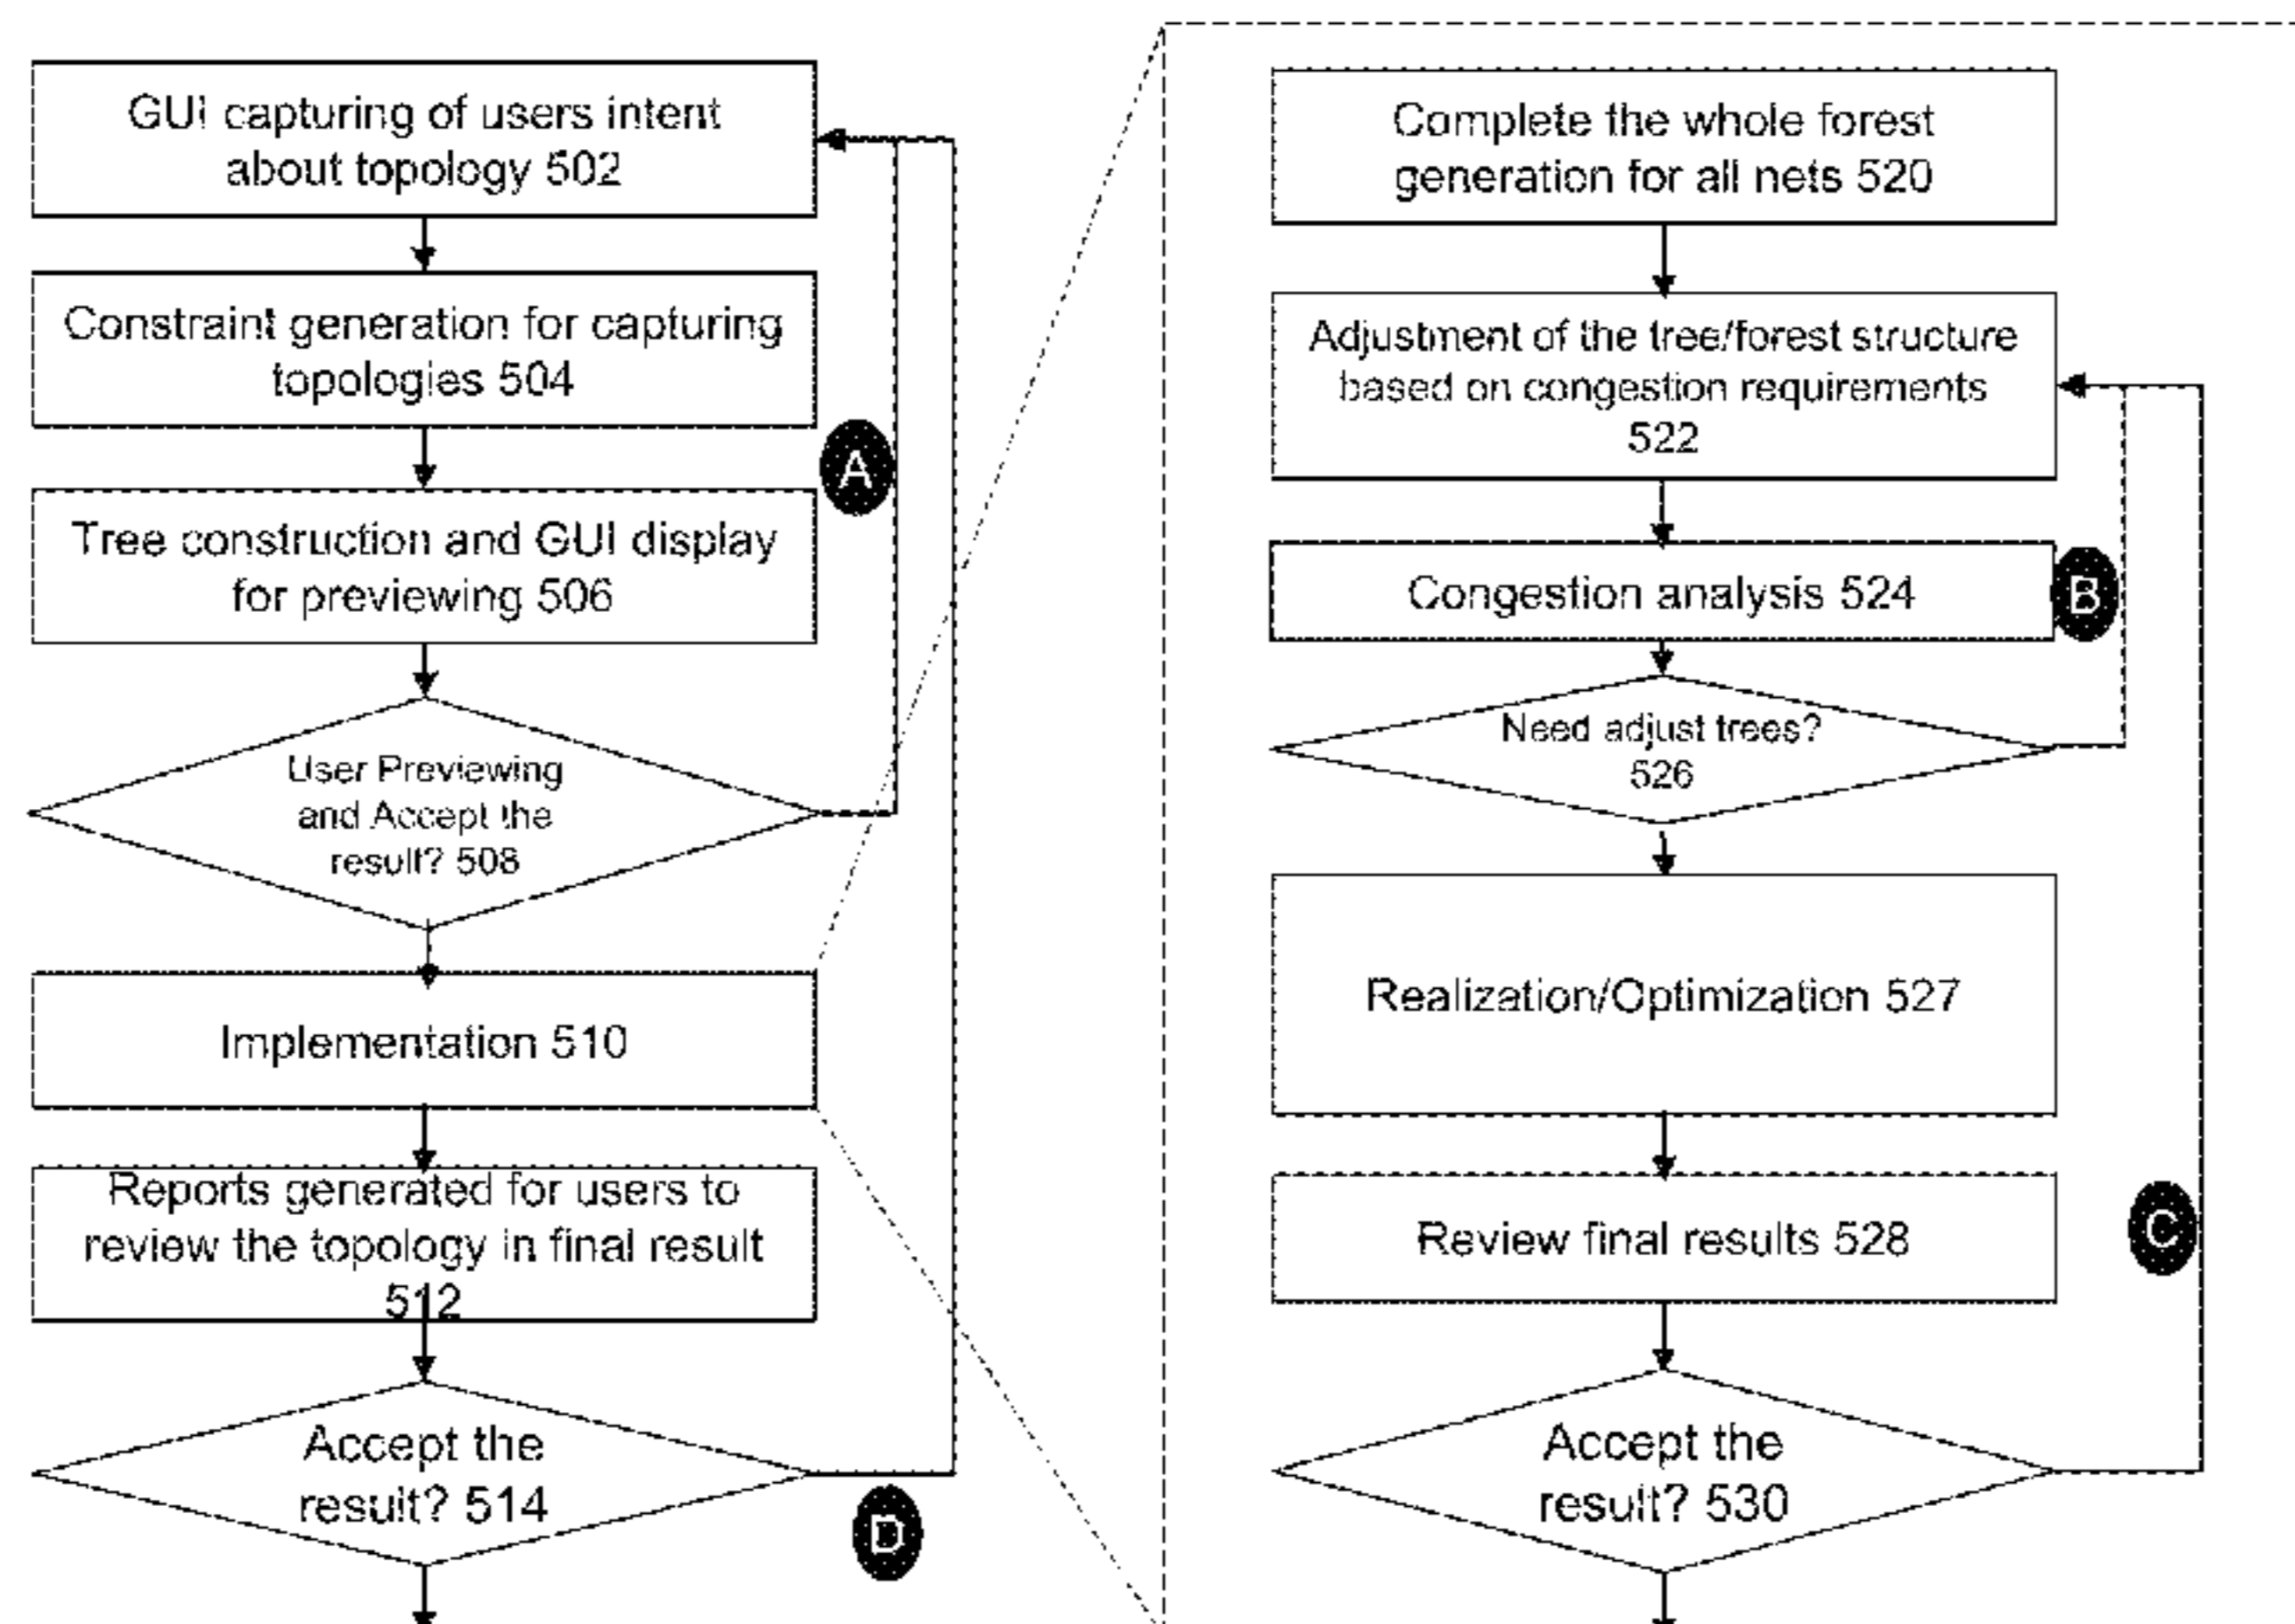 GUI capturing of users intent
about topology 502
Constraint generation for capturing
topologies 504
A
Tree construction and GUI display
for previewing 506
User Previewing
and Accept the
result? 508
Implementation 510
Reports generated for users to
review the topology in final result
512
Accept the
result? 514
D
Complete the whole forest
generation for all nets 520
Adjustment of the tree/forest structure
based on congestion requirements
522
Congestion analysis 524
B
Need adjust trees?
526
Realization/Optimization 527
Review final results 528
C
Accept the
result? 530